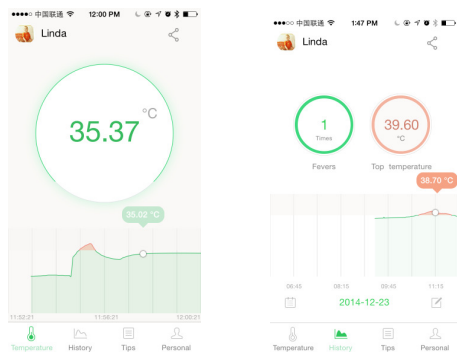 中国联通 12:00 PM
Linda
35.37 °C
35.02 °C
11:52:21 11:56:21 12:00:21
Temperature History Tips Personal
中国联通 1:47 PM
Linda
1 39.60
Times °C
Fevers Top temperature
38.70 °C
06:45 08:15 09:45 11:15
2014-12-23
Temperature History Tips Personal